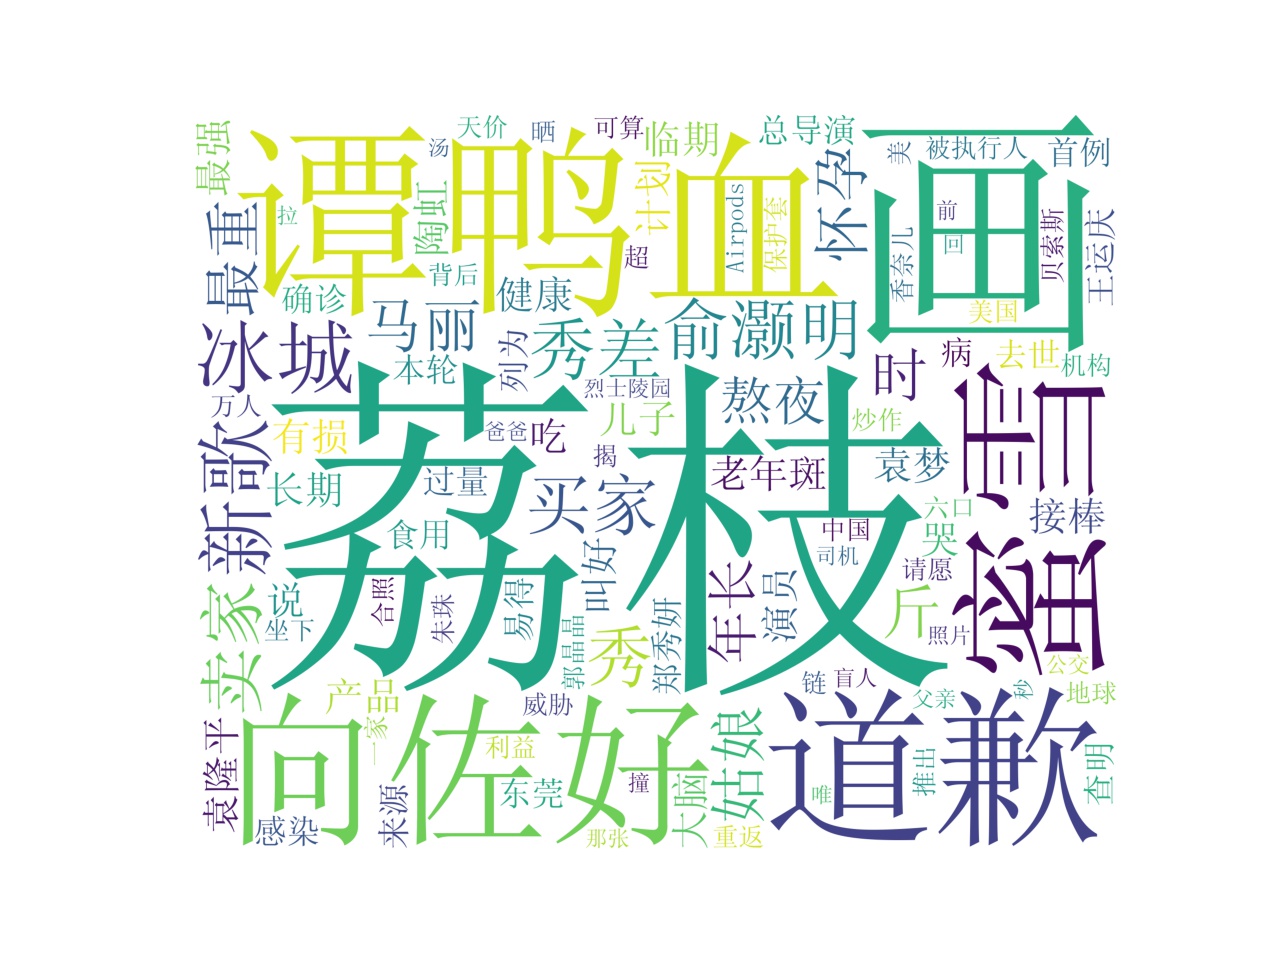 最强
天价
汤
晒
可算
临期
总导演
画
美
被执行人
首例
谭鸭血
拉
陶虹
计划
Airpods
保护套
怀孕
前
回
香奈儿
贝索斯
王运庆
最重
确诊
背后
健康
超
美国
冰城
马丽
本轮
列为
秀差
俞灏明
时
病
去世
机构
万人
烈士陵园
熬夜
雪
有损
爸爸
吃
儿子
炒作
新歌
荔枝
揭
老年斑
袁梦
长期
过量
买家
六口
接棒
食用
中国
哭
司机
叫好
请愿
蜜
卖家
说
坐下
合照
朱珠
易得
年长
演员
斤
照片
郭晶晶
秀
郑秀妍
链
盲人
公交
产品
威胁
父亲
秒
地球
袁隆平
向佐好
一家
利益
撞
姑娘
道歉
推出
查明
感染
来源
东莞
大脑
唯
那张
重返